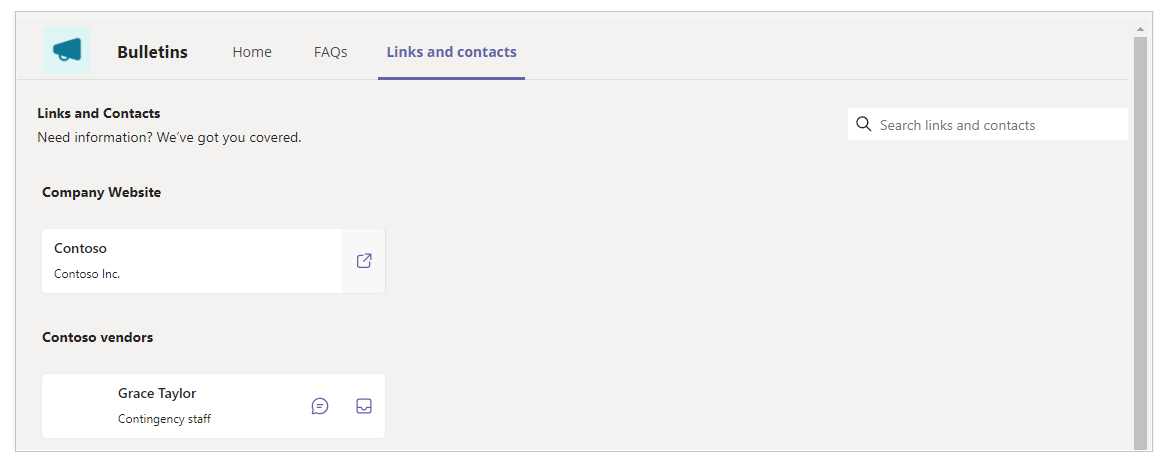 Bulletins
Home
FAQs
Links and contacts
Links and Contacts
Need information? We've got you covered.
Search links and contacts
Company Website
Contoso
Contoso Inc.
Contoso vendors
Grace Taylor
Contingency staff